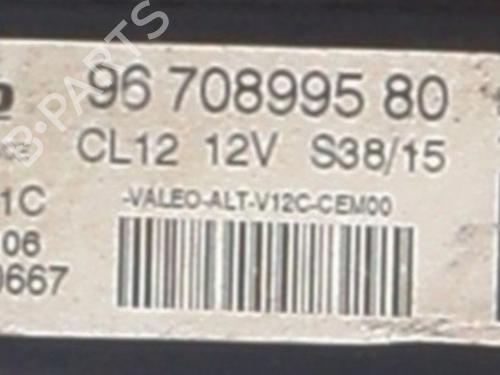 96 708995 80
CL12 12V S38/15
1C -VALEO-ALT-V12C-CEM00
06
0667
B-PARTS